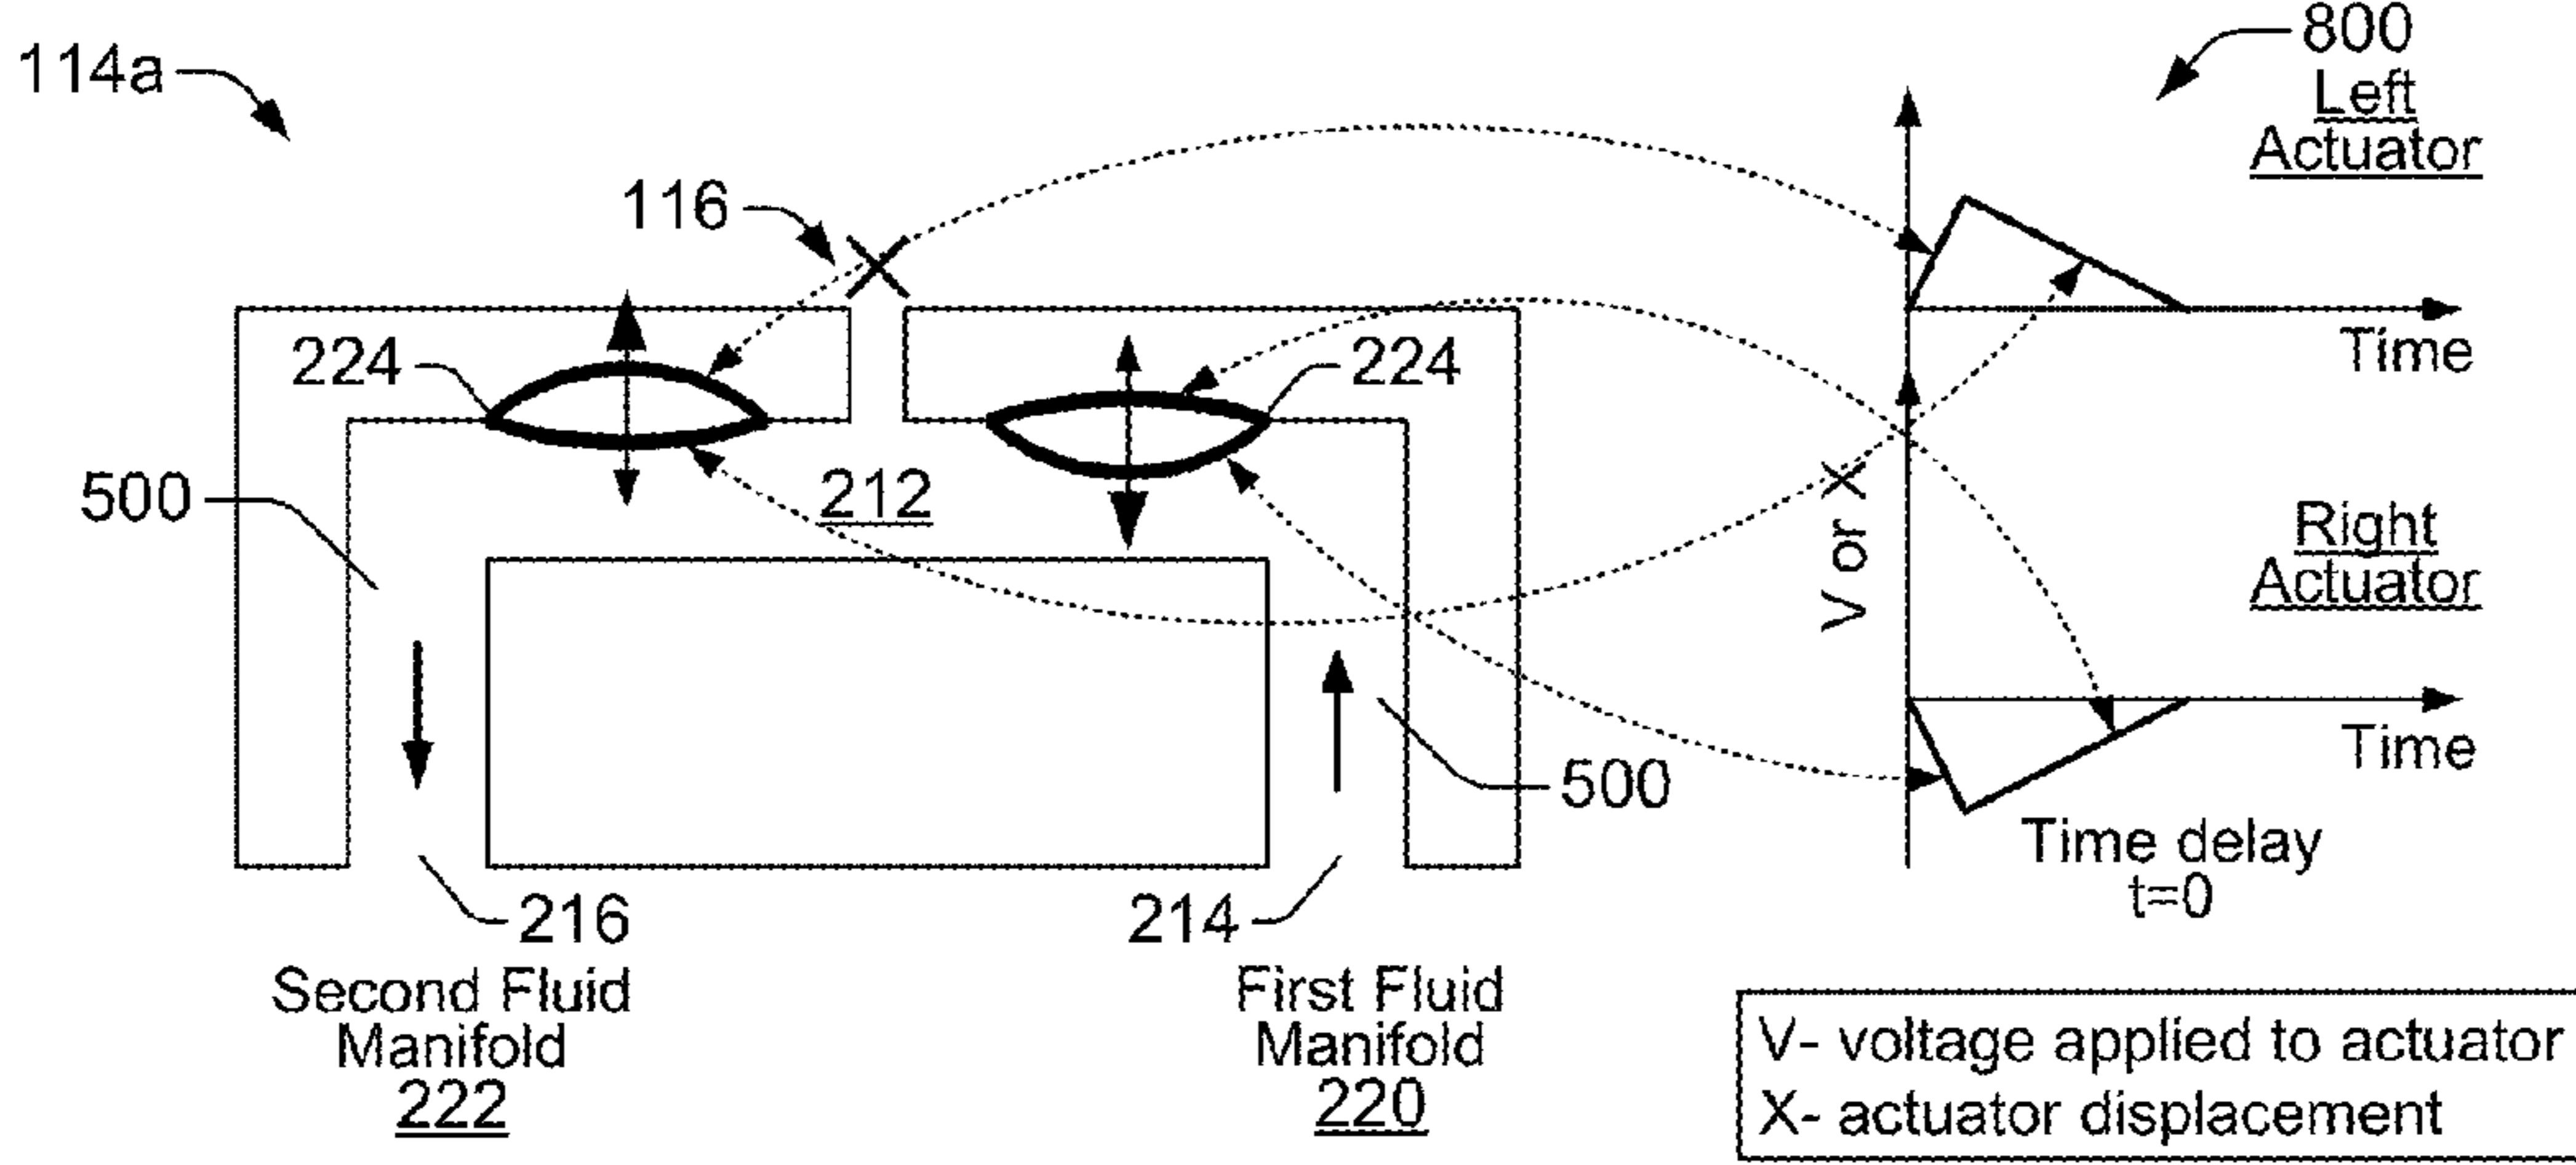 114a
800
Left
Actuator
116
224
224
Time
500
212
V or X
Right
Actuator
Time
500
Time delay
t=0
216
214
Second Fluid
Manifold
222
First Fluid
Manifold
220
V- voltage applied to actuator
X- actuator displacement